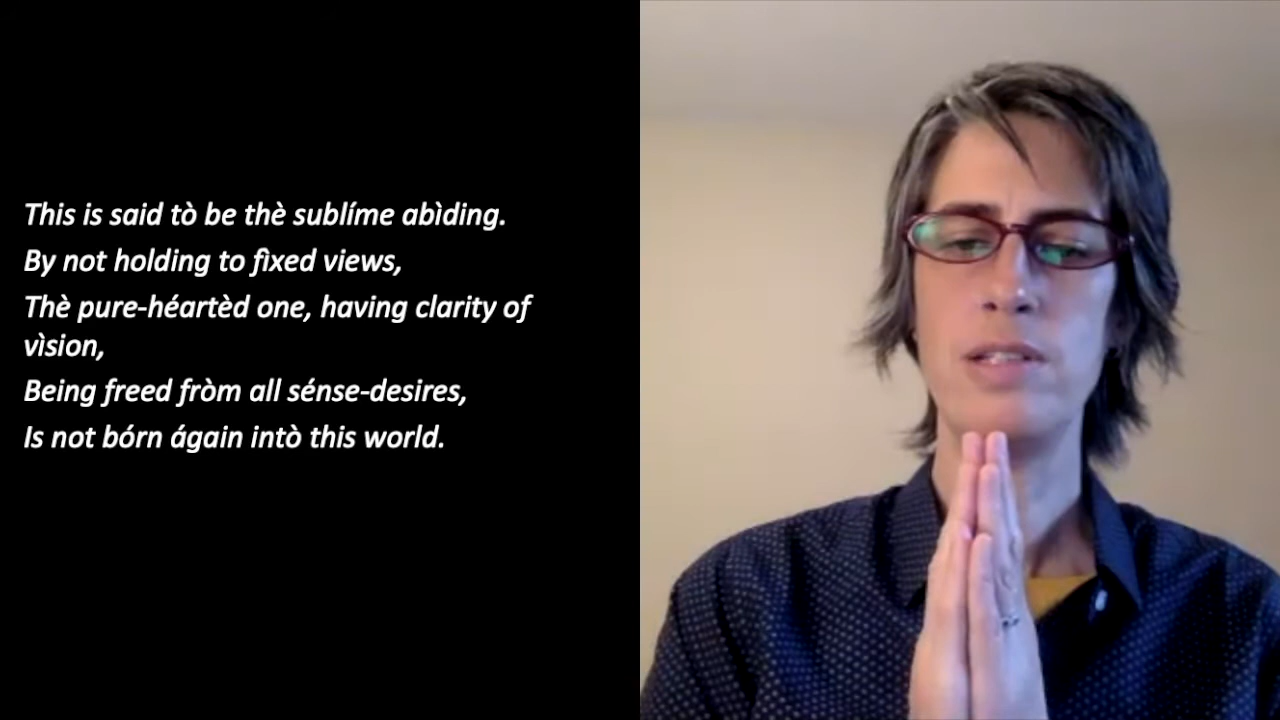 This is said tò be thè sublíme abìding.
By not holding to fixed views,
Thè pure-héartèd one, having clarity of
vìsion,
Being freed fròm all sénse-desires,
Is not bórn ágain intò this world.